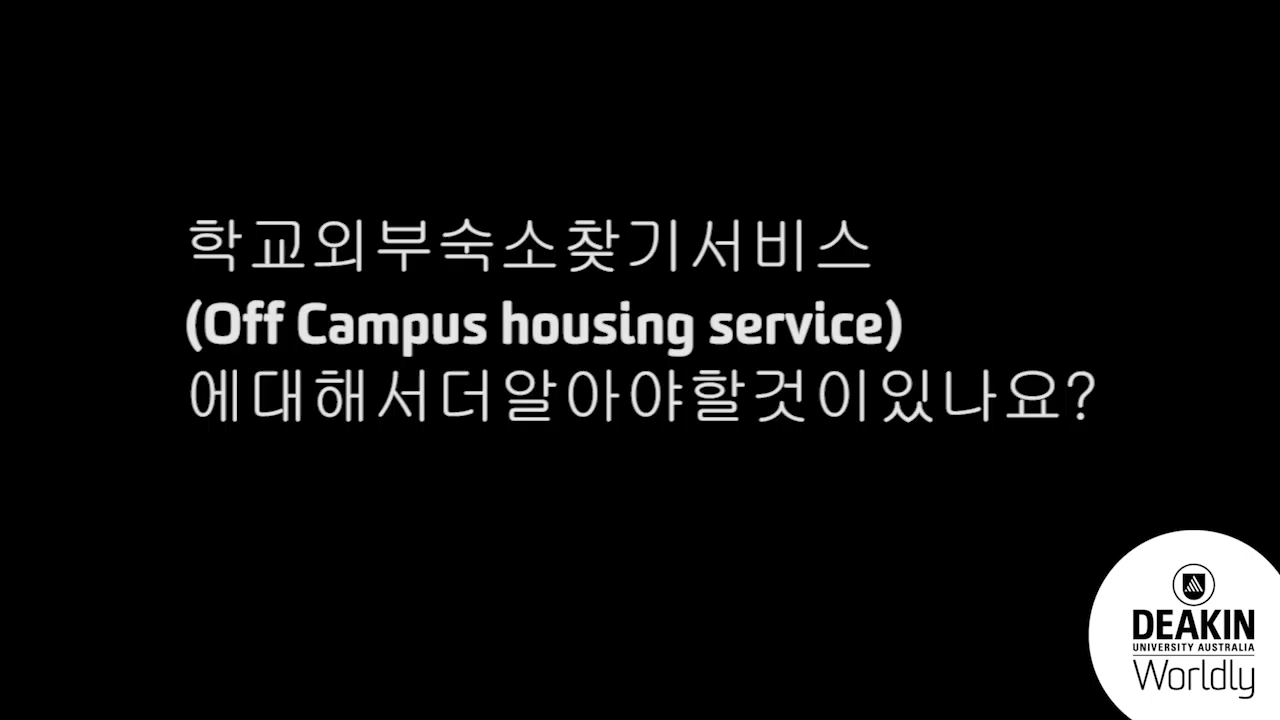 학교외부숙소찾기서비스
(Off Campus housing service)
에대해서더알아야할것이있나요?
DEAKIN
UNIVERSITY AUSTRALIA
Worldly